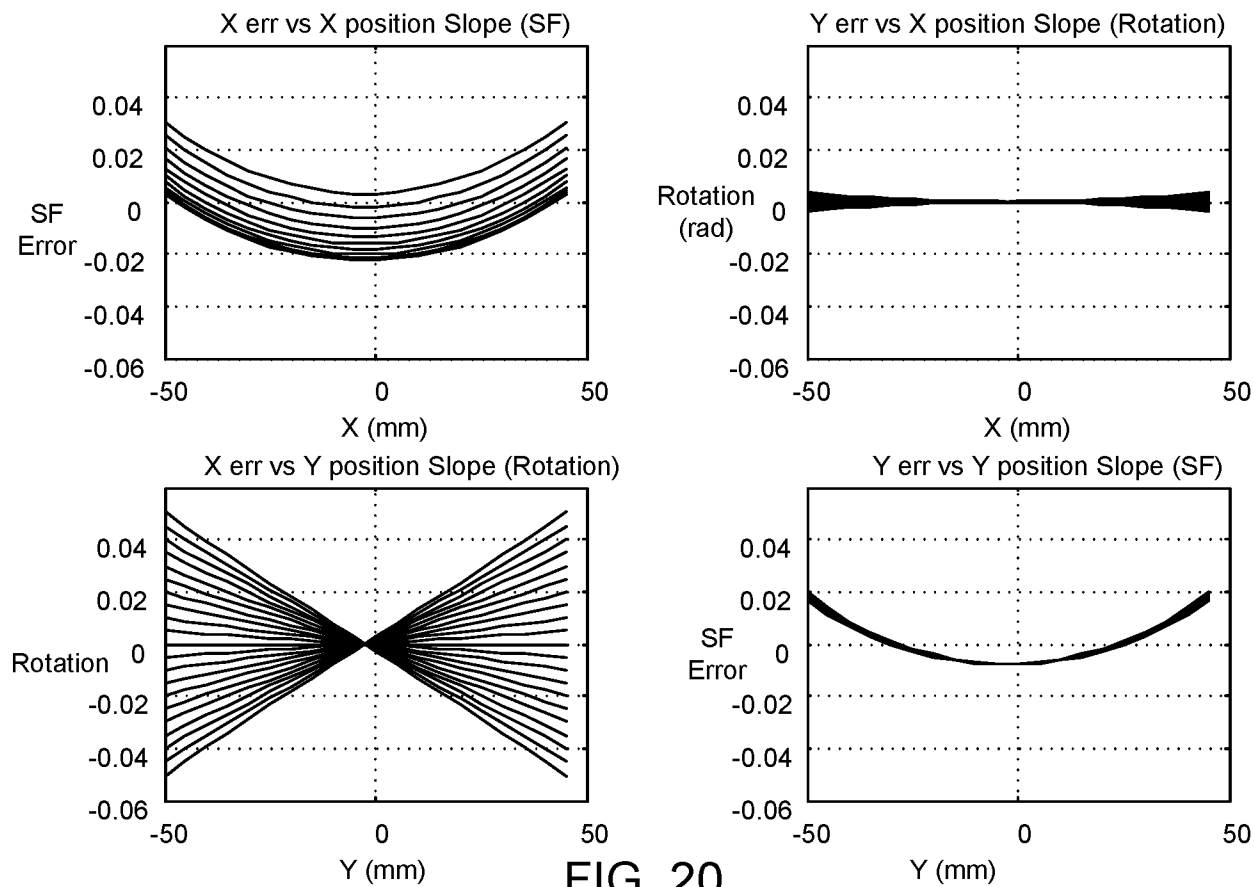 X err vs X position Slope (SF)
0.04
0.02
0
-0.02
-0.04
-0.06
SF
Error
-50
0
50
X (mm)
Y err vs X position Slope (Rotation)
0.04
0.02
0
-0.02
-0.04
-0.06
Rotation
(rad)
-50
0
50
X (mm)
X err vs Y position Slope (Rotation)
0.04
0.02
0
-0.02
-0.04
-0.06
Rotation
-50
0
50
Y (mm)
Y err vs Y position Slope (SF)
0.04
0.02
0
-0.02
-0.04
-0.06
SF
Error
-50
0
50
Y (mm)
FIG. 20